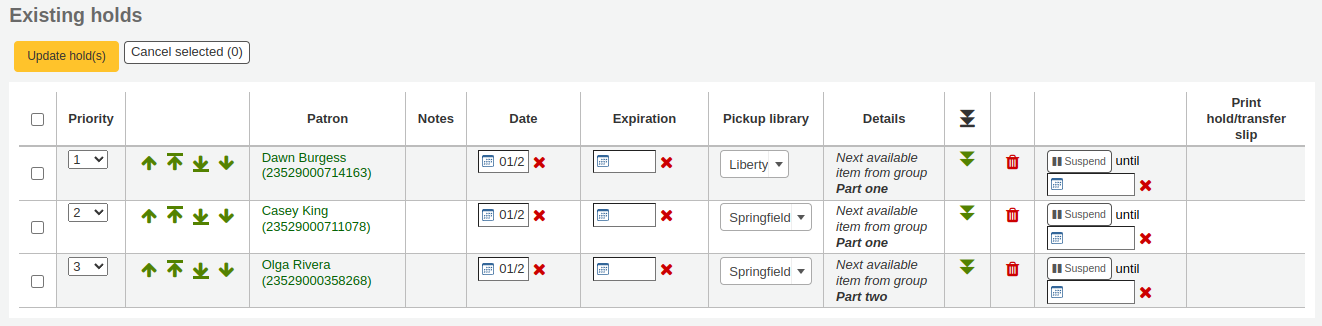 Existing holds
Update hold(s) Cancel selected (0)
Priority Patron Notes Date Expiration Pickup library Details Print hold/transfer slip
1 Dawn Burgess (23529000714163) 01/2 Liberty Next available item from group Part one Suspend until
2 Casey King (23529000711078) 01/2 Springfield Next available item from group Part one Suspend until
3 Olga Rivera (23529000358268) 01/2 Springfield Next available item from group Part two Suspend until